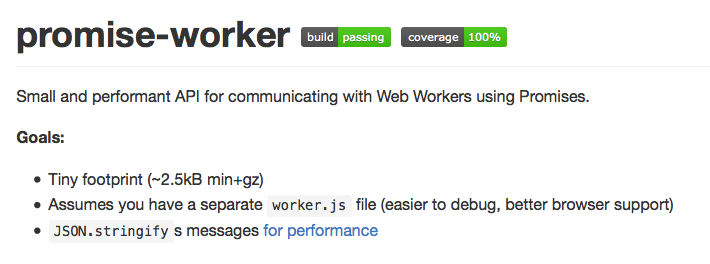 promise-worker build passing coverage 100%
Small and performant API for communicating with Web Workers using Promises.
Goals:
• Tiny footprint (~2.5kB min+gz)
• Assumes you have a separate worker.js file (easier to debug, better browser support)
• JSON.stringify s messages for performance